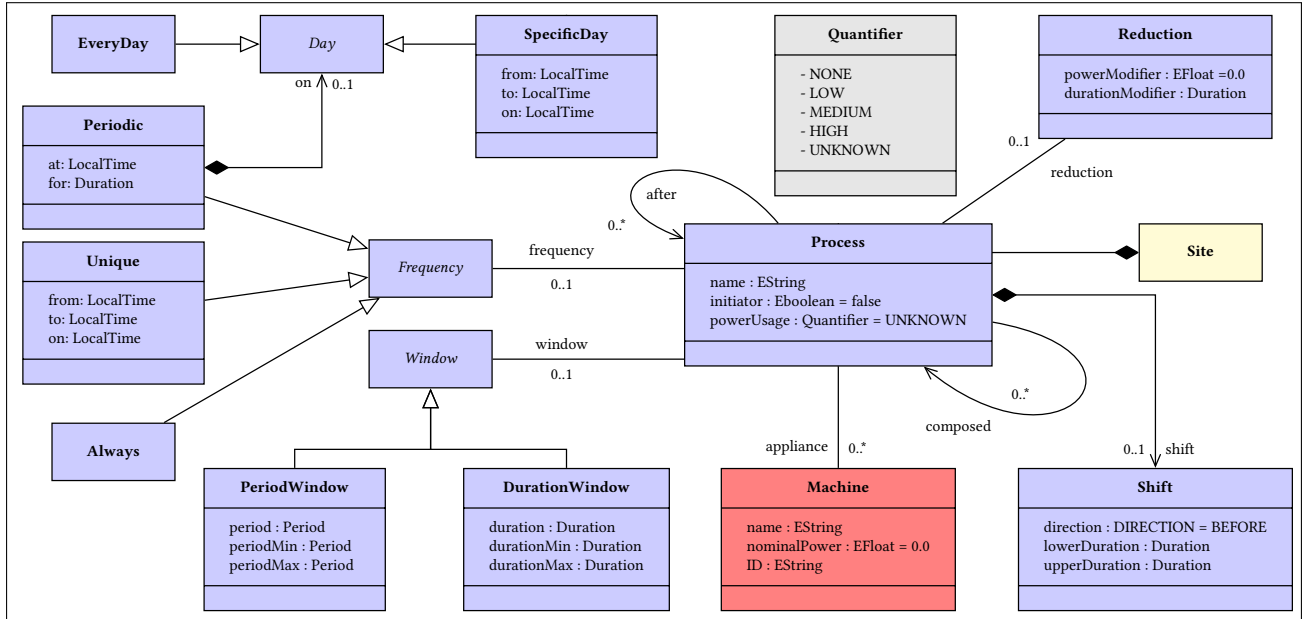 EveryDay
Day
SpecificDay
from: LocalTime
to: LocalTime
on: LocalTime
Quantifier
- NONE
- LOW
- MEDIUM
- HIGH
- UNKNOWN
Reduction
powerModifier : EFloat =0.0
durationModifier : Duration
on 0..1
Periodic
at: LocalTime
for: Duration
0..1
reduction
after
0..*
Unique
from: LocalTime
to: LocalTime
on: LocalTime
Frequency
frequency
0..1
Process
name : EString
initiator : Eboolean = false
powerUsage : Quantifier = UNKNOWN
Site
Window
window
0..1
0..*
composed
Always
appliance 0..*
0..1 shift
PeriodWindow
period : Period
periodMin : Period
periodMax : Period
DurationWindow
duration : Duration
durationMin : Duration
durationMax : Duration
Machine
name : EString
nominalPower : EFloat = 0.0
ID : EString
Shift
direction : DIRECTION = BEFORE
lowerDuration : Duration
upperDuration : Duration